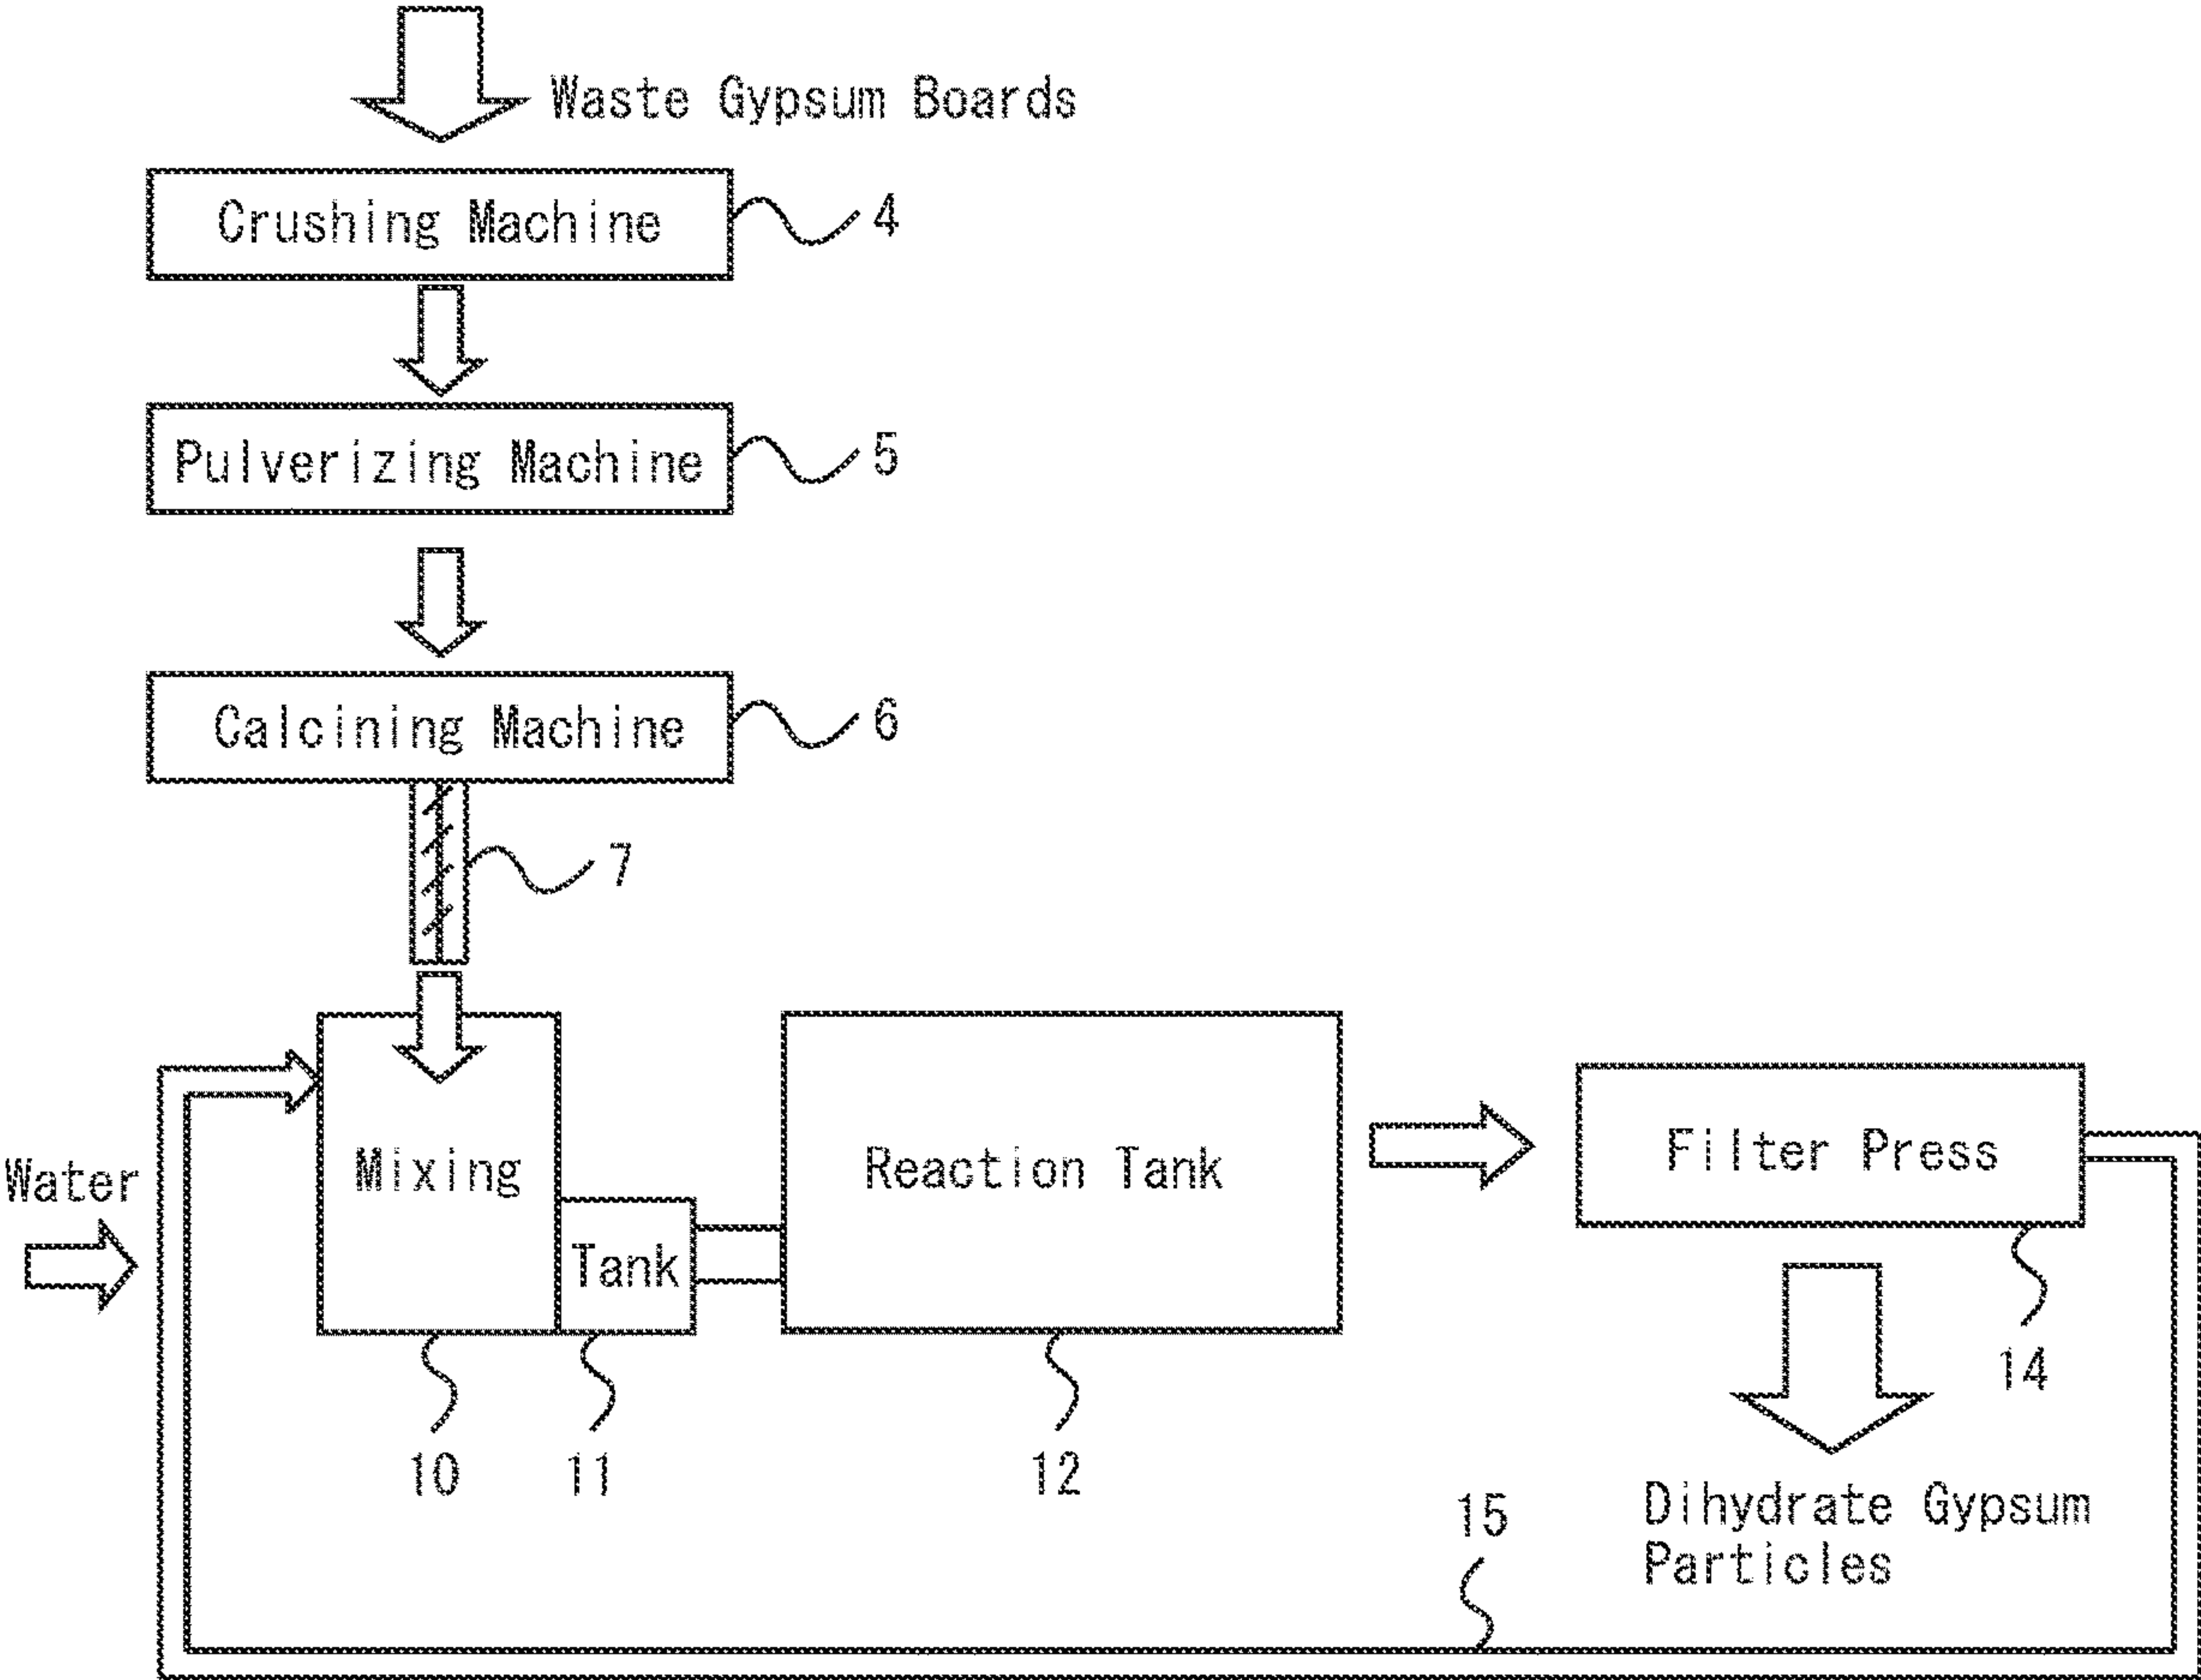 Waste Gypsum Boards
Crushing Machine
4
Pulverizing Machine
5
Calcining Machine
6
7
Water
Mixing
Tank
Reaction Tank
Filter Press
10
11
12
14
15
Dihydrate Gypsum
Particles